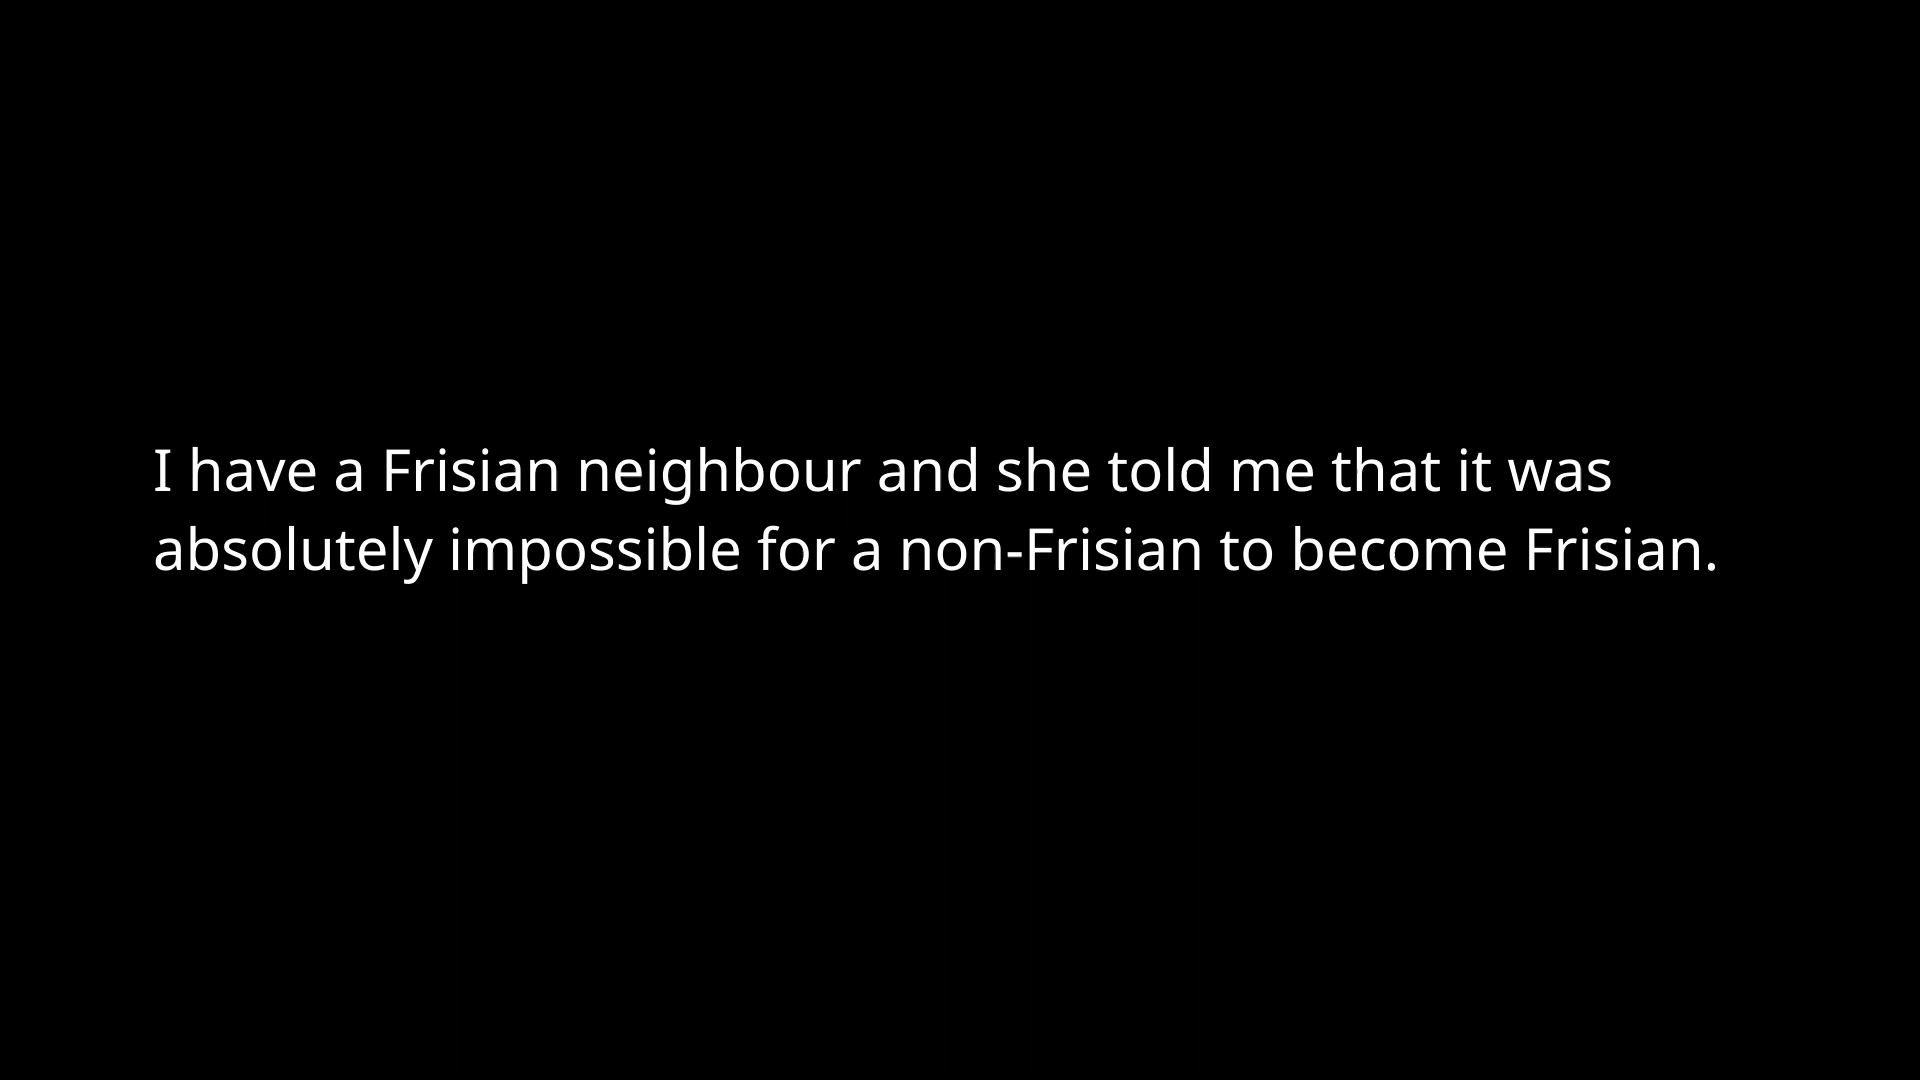 I have a Frisian neighbour and she told me that it was
absolutely impossible for a non-Frisian to become Frisian.